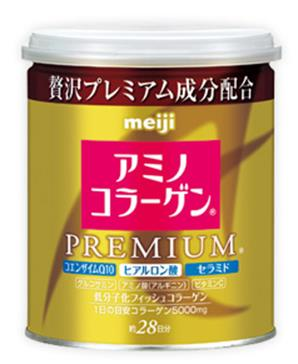 贅沢プレミアム成分配合
meiji
アミノ
コラーゲン®
PREMIUM®
コエンザイムQ10 ヒアルロン酸 セラミド
グルコサミン アミノ酸(アルギニン) ビタミンC
低分子化フィッシュコラーゲン
1日の目安コラーゲン5000mg
約28日分